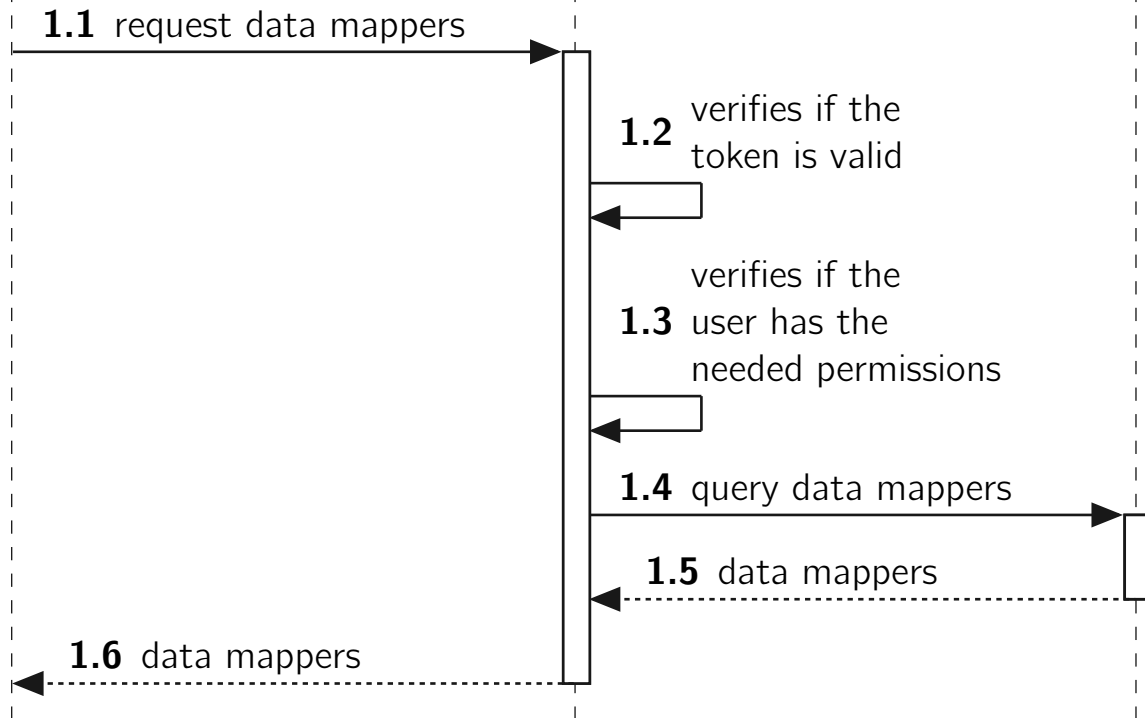 1.1 request data mappers
verifies if the
1.2 token is valid
verifies if the
1.3 user has the
needed permissions
1.4 query data mappers
1.5 data mappers
1.6 data mappers